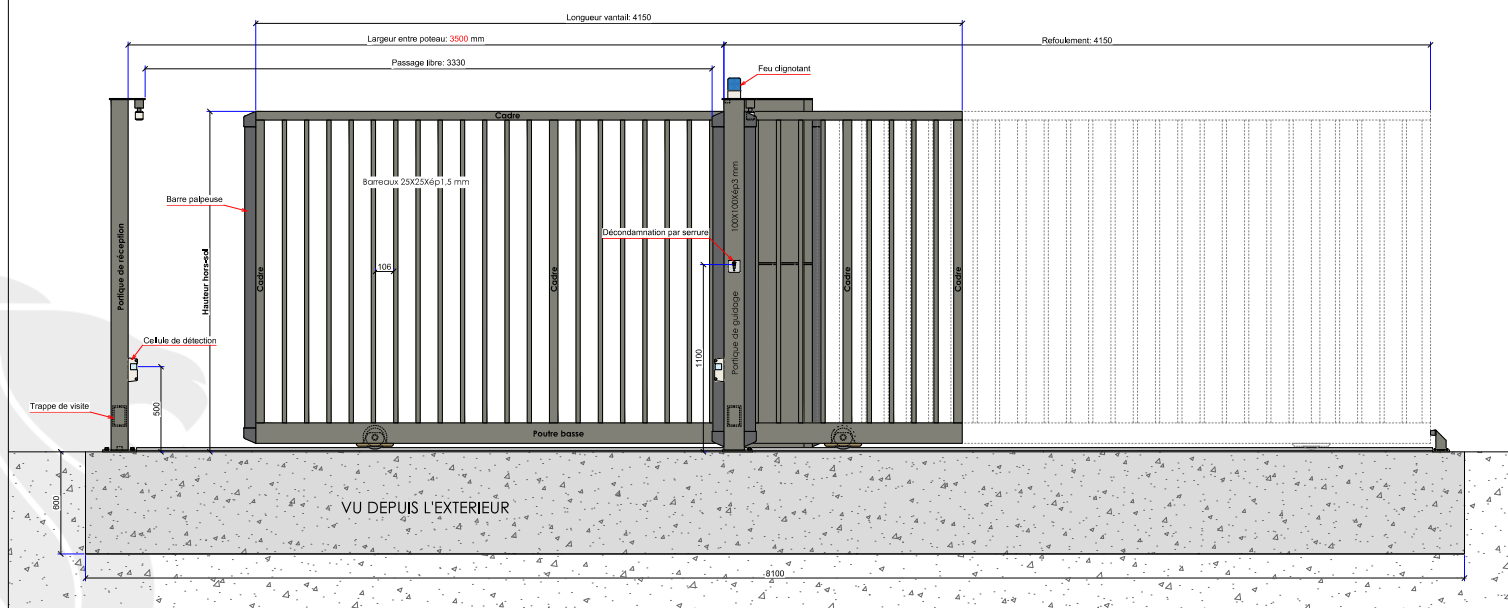 Longueur vantail: 4150
Largeur entre poteau: 3500 mm
Refoulement: 4150
Passage libre: 3330
Feu clignotant
Cadre
Barreaux 25X25Xép1,5 mm
100X100Xép3 mm
Barre palpeuse
Portique de réception
Décondamnation par serrure
Hauteur hors-sol
Cadre
106
Cadre
Cadre
Cadre
Portique de guidage
Cellule de détection
1100
Trappe de visite
500
Poutre basse
600
VU DEPUIS L'EXTERIEUR
8100